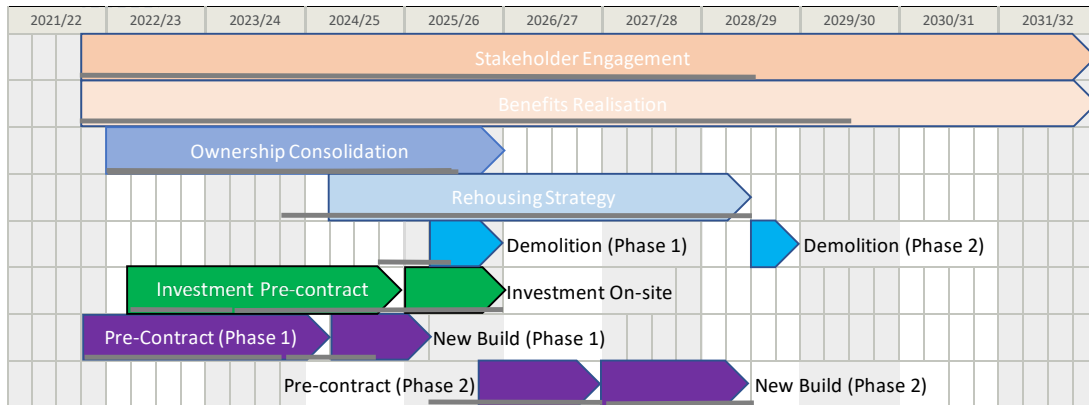 2021/22 2022/23 2023/24 2024/25 2025/26 2026/27 2027/28 2028/29 2029/30 2030/31 2031/32
Stakeholder Engagement
Benefits Realisation
Ownership Consolidation
Rehousing Strategy
Demolition (Phase 1) Demolition (Phase 2)
Investment Pre-contract Investment On-site
Pre-Contract (Phase 1) New Build (Phase 1)
Pre-contract (Phase 2) New Build (Phase 2)